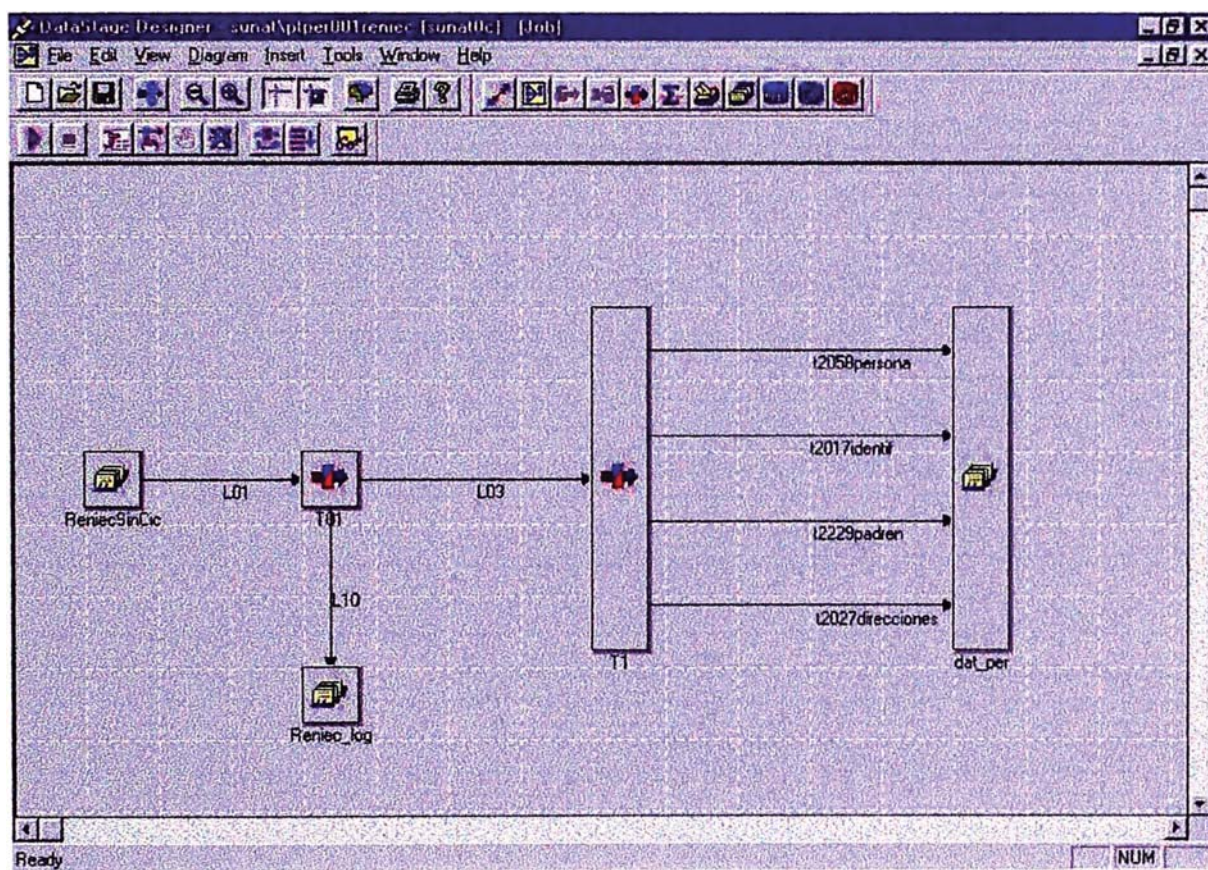 DataStage Designer - sunat\ptper001reniec [sunat0c] - [Job]
File Edit View Diagram Insert Tools Window Help
t2058persona
t2017identif
L01
L03
ReniecSinCic
T01
t2229padren
L10
t2027direcciones
T1
dat_per
Reniec_log
Ready
NUM